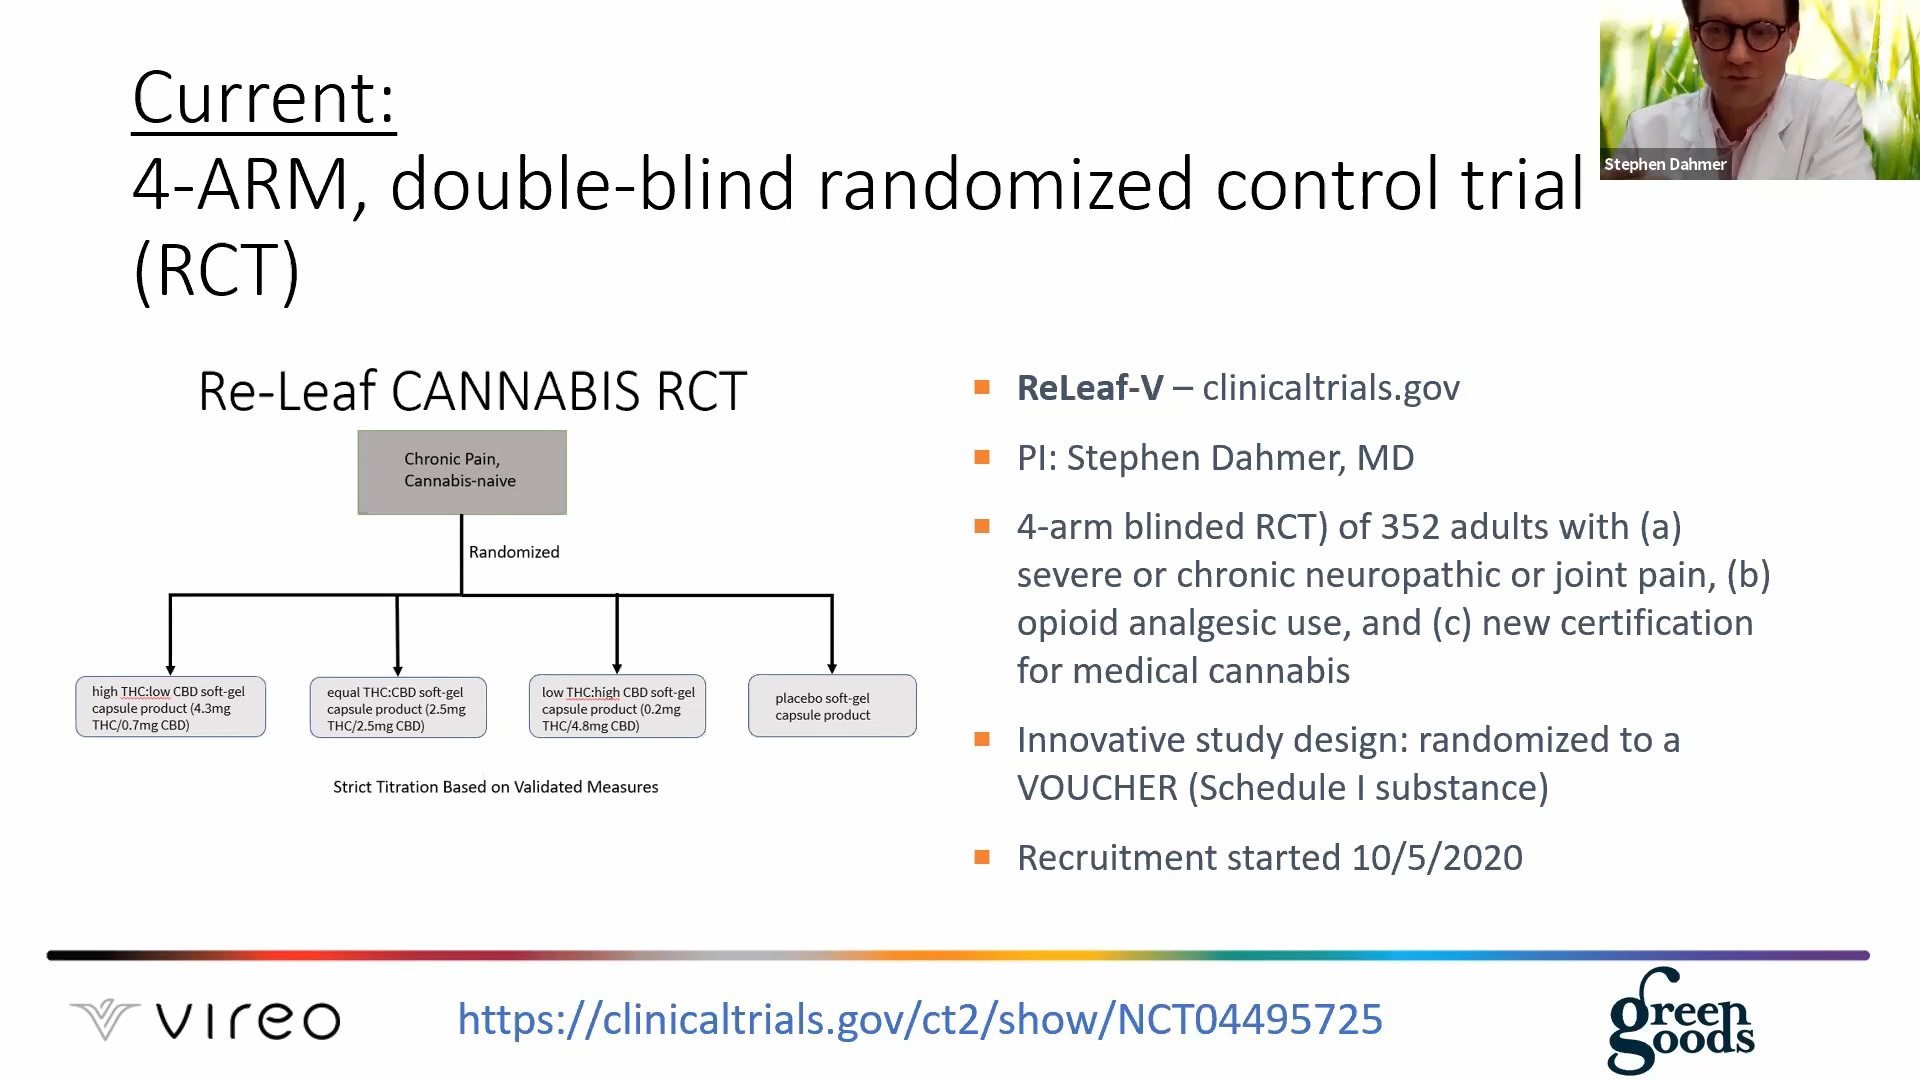 Current:
4-ARM, double-blind randomized control trial
(RCT)
Stephen Dahmer
Re-Leaf CANNABIS RCT
Chronic Pain,
Cannabis-naive
Randomized
high THC:low CBD soft-gel
capsule product (4.3mg
THC/0.7mg CBD)
equal THC:CBD soft-gel
capsule product (2.5mg
THC/2.5mg CBD)
low THC:high CBD soft-gel
capsule product (0.2mg
THC/4.8mg CBD)
placebo soft-gel
capsule product
Strict Titration Based on Validated Measures
ReLeaf-V – clinicaltrials.gov
PI: Stephen Dahmer, MD
4-arm blinded RCT) of 352 adults with (a)
severe or chronic neuropathic or joint pain, (b)
opioid analgesic use, and (c) new certification
for medical cannabis
Innovative study design: randomized to a
VOUCHER (Schedule I substance)
Recruitment started 10/5/2020
vireo
https://clinicaltrials.gov/ct2/show/NCT04495725
green
goods